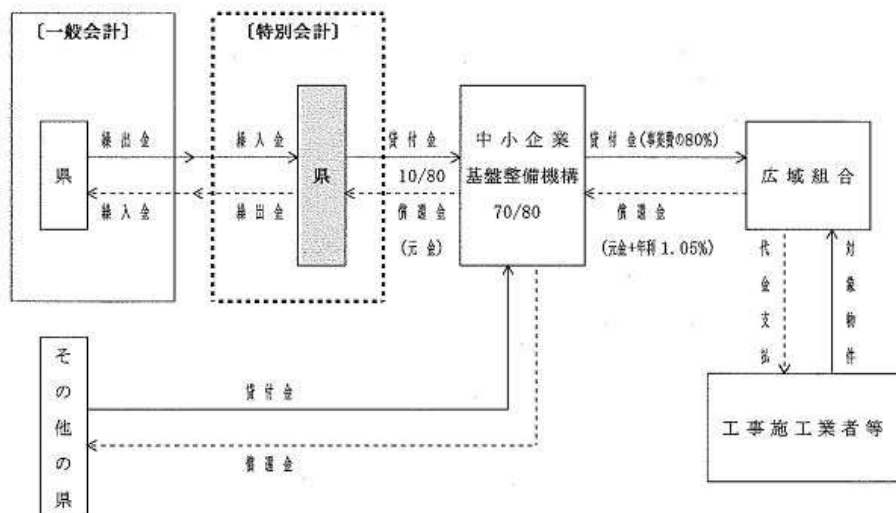 〔一般会計〕
〔特別会計〕
県
繰出金
繰入金
繰入金
繰出金
県
貸付金
10/80
償還金
(元金)
中小企業
基盤整備機構
70/80
貸付金(事業費の80%)
償還金
(元金+年利1.05%)
広域組合
代金支払
対象物件
工事施工業者等
その他の県
貸付金
償還金